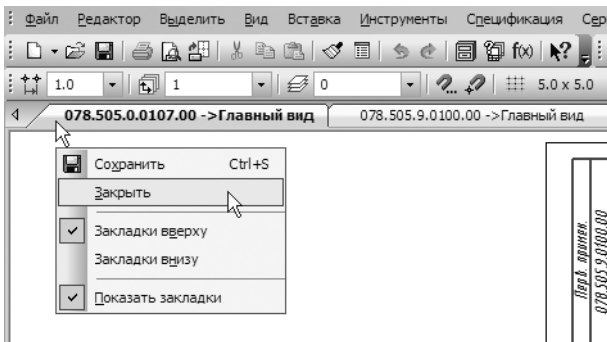 Файл Редактор Выделить Вид Вставка Инструменты Спецификация Сер
f(x)
1.0 1 0 5.0 x 5.0
078.505.0.0107.00 ->Главный вид 078.505.9.0100.00 ->Главный вид
Сохранить Ctrl+S
Закрыть
Закладки вверху
Закладки внизу
Показать закладки
Перв. примен.
078.505.9.0100.00